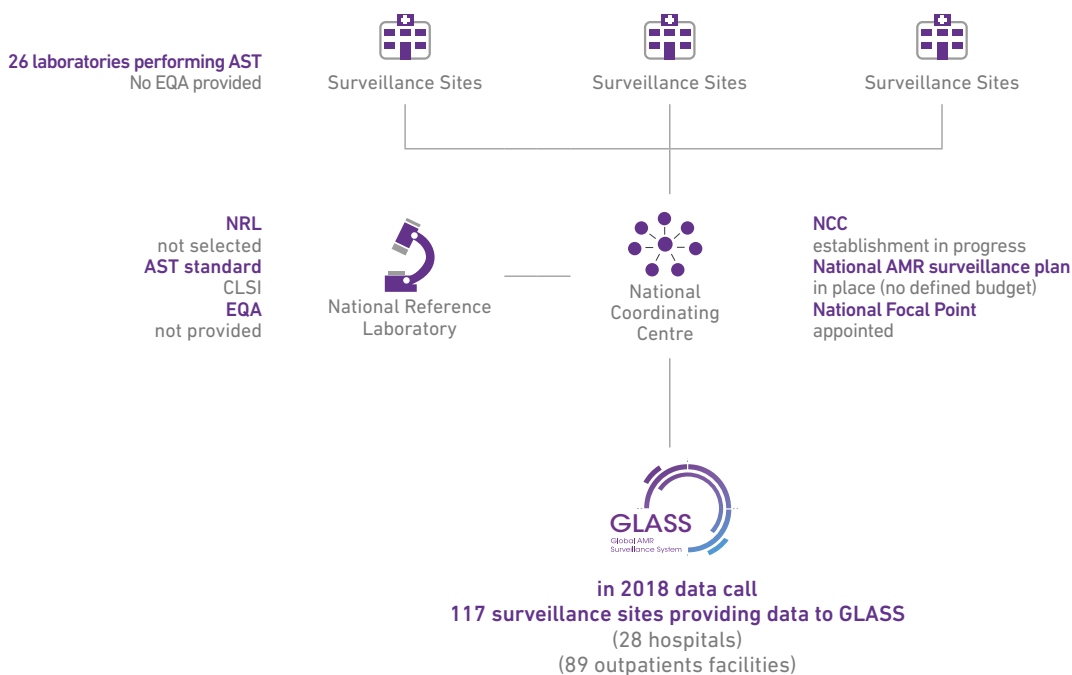 26 laboratories performing AST
No EQA provided
Surveillance Sites
Surveillance Sites
Surveillance Sites
NRL
not selected
AST standard
CLSI
EQA
not provided
National Reference
Laboratory
National
Coordinating
Centre
NCC
establishment in progress
National AMR surveillance plan
in place (no defined budget)
National Focal Point
appointed
GLASS
Global AMR
Surveillance System
in 2018 data call
117 surveillance sites providing data to GLASS
(28 hospitals)
(89 outpatients facilities)